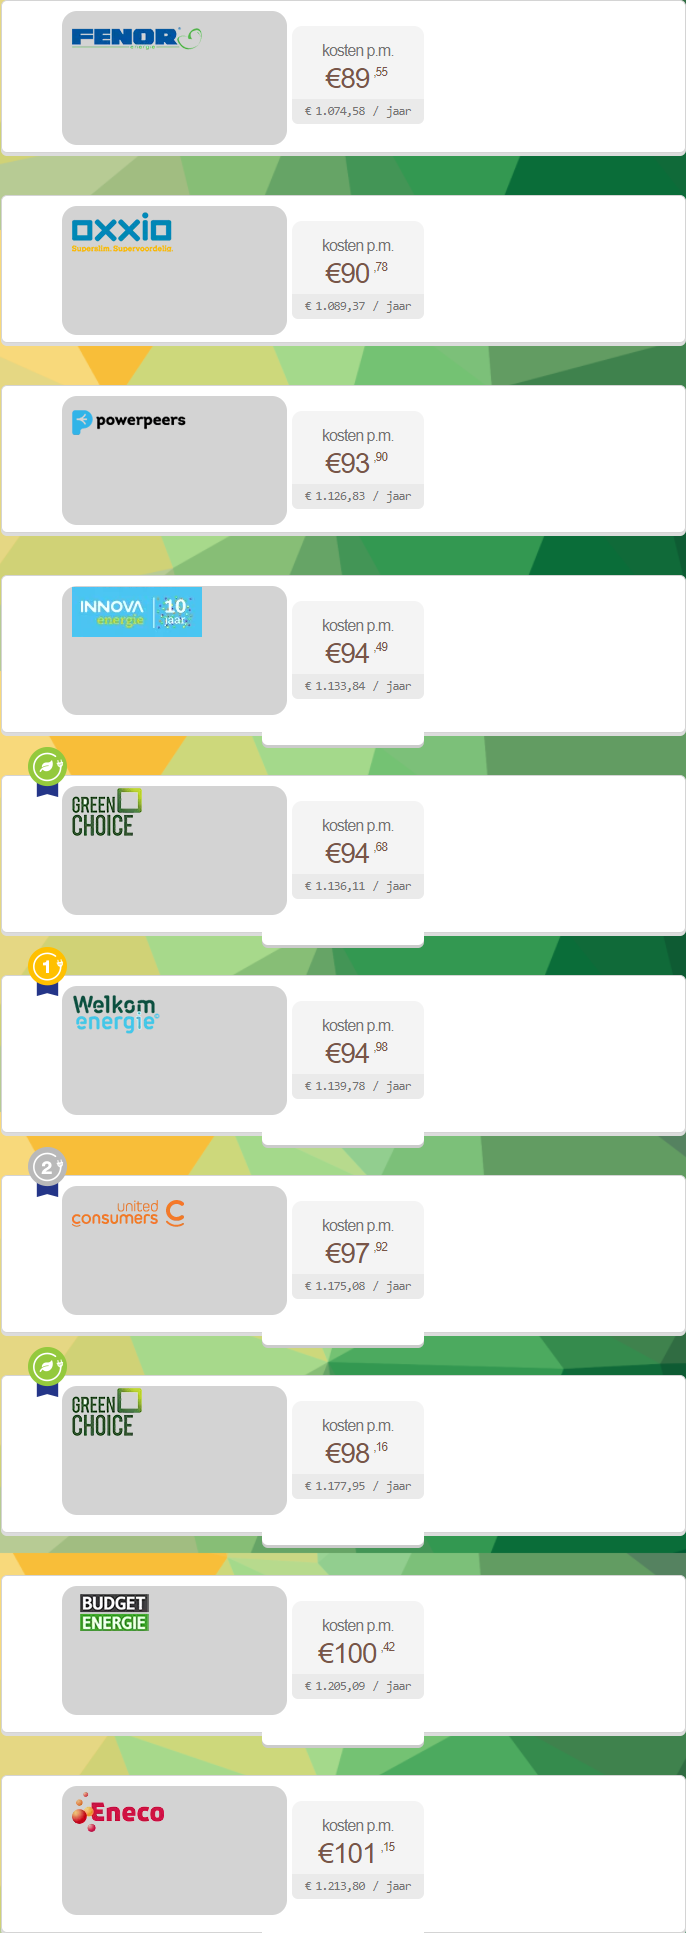 FENOR
energie
kosten p.m.
€89 ,55
€ 1.074,58 / jaar
oxxio
Superslim. Supervoordelig.
kosten p.m.
€90 ,78
€ 1.089,37 / jaar
powerpeers
kosten p.m.
€93 ,90
€ 1.126,83 / jaar
INNOVA 10
energie jaar
kosten p.m.
€94 ,49
€ 1.133,84 / jaar
GREEN
CHOICE
kosten p.m.
€94 ,68
€ 1.136,11 / jaar
1
Welkom
energie
kosten p.m.
€94 ,98
€ 1.139,78 / jaar
2
united
consumers
kosten p.m.
€97 ,92
€ 1.175,08 / jaar
GREEN
CHOICE
kosten p.m.
€98 ,16
€ 1.177,95 / jaar
BUDGET
ENERGIE
kosten p.m.
€100 ,42
€ 1.205,09 / jaar
Eneco
kosten p.m.
€101 ,15
€ 1.213,80 / jaar